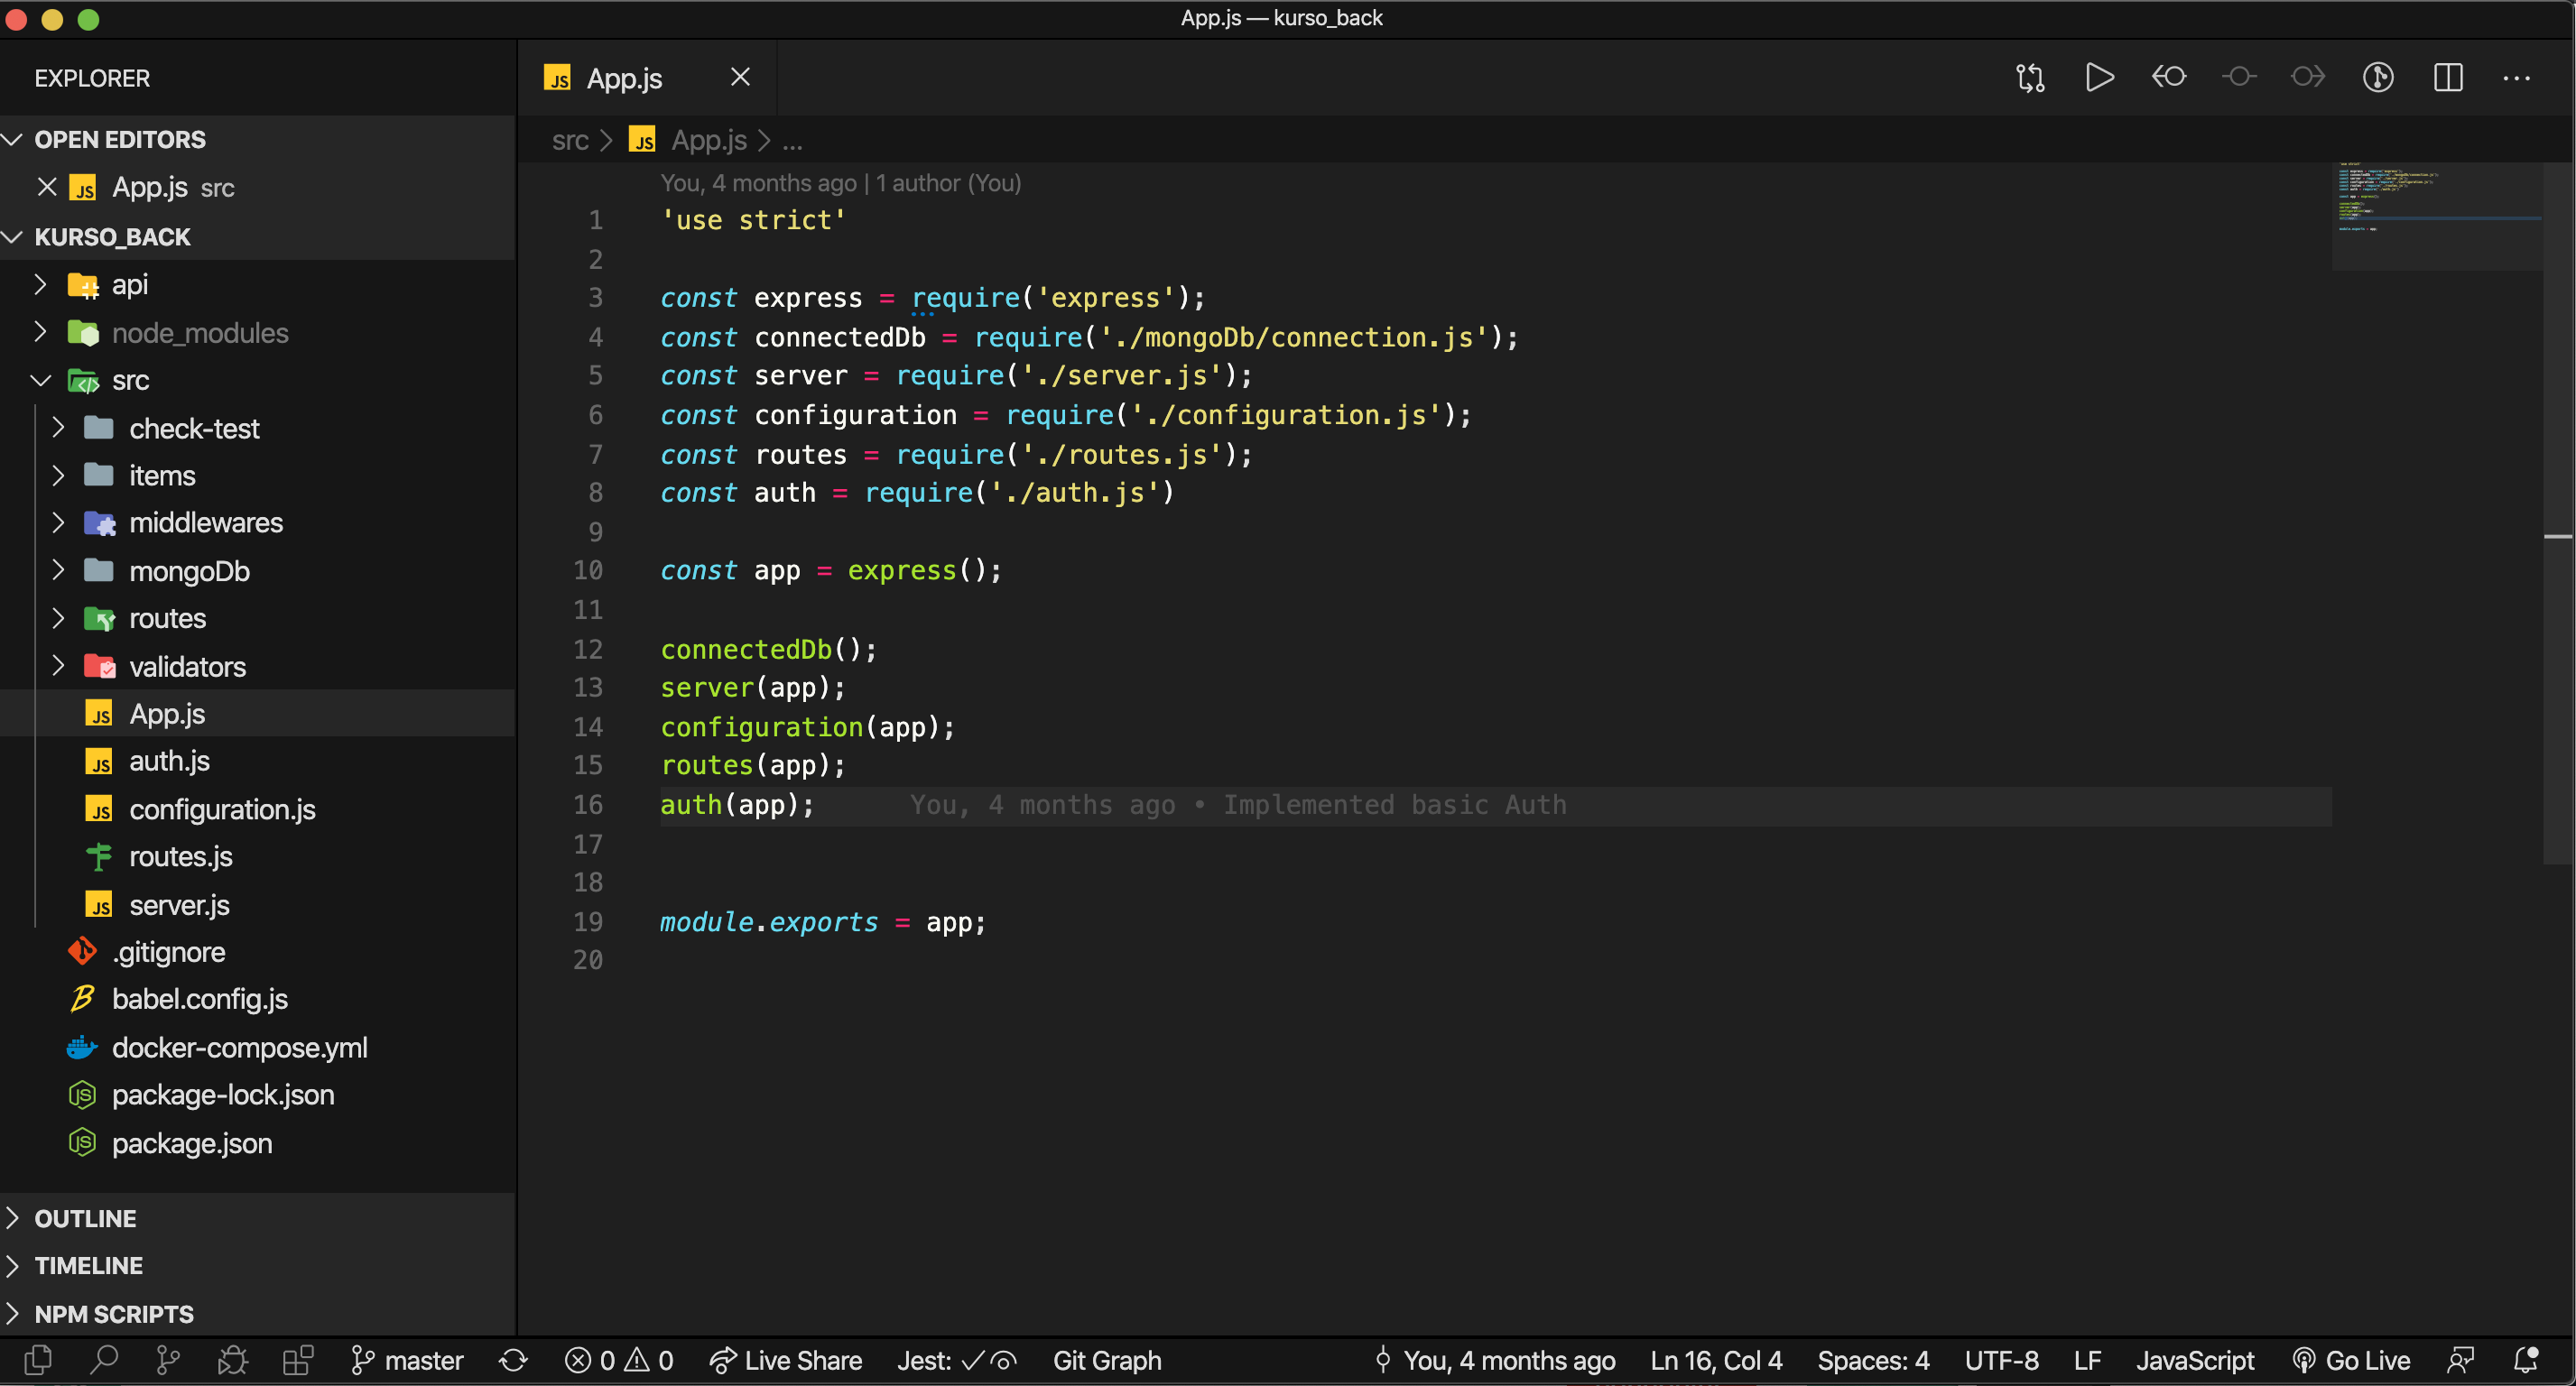 App.js — kurso_back
EXPLORER
OPEN EDITORS
App.js src
KURSO_BACK
api
node_modules
src
check-test
items
middlewares
mongoDb
routes
validators
App.js
auth.js
configuration.js
routes.js
server.js
.gitignore
babel.config.js
docker-compose.yml
package-lock.json
package.json
OUTLINE
TIMELINE
NPM SCRIPTS
JS App.js
src > JS App.js > ...
You, 4 months ago | 1 author (You)
1 'use strict'
2
3 const express = require('express');
4 const connectedDb = require('./mongoDb/connection.js');
5 const server = require('./server.js');
6 const configuration = require('./configuration.js');
7 const routes = require('./routes.js');
8 const auth = require('./auth.js')
9
10 const app = express();
11
12 connectedDb();
13 server(app);
14 configuration(app);
15 routes(app);
16 auth(app); You, 4 months ago • Implemented basic Auth
17
18
19 module.exports = app;
20
master 0 0 Live Share Jest: Git Graph You, 4 months ago Ln 16, Col 4 Spaces: 4 UTF-8 LF JavaScript Go Live